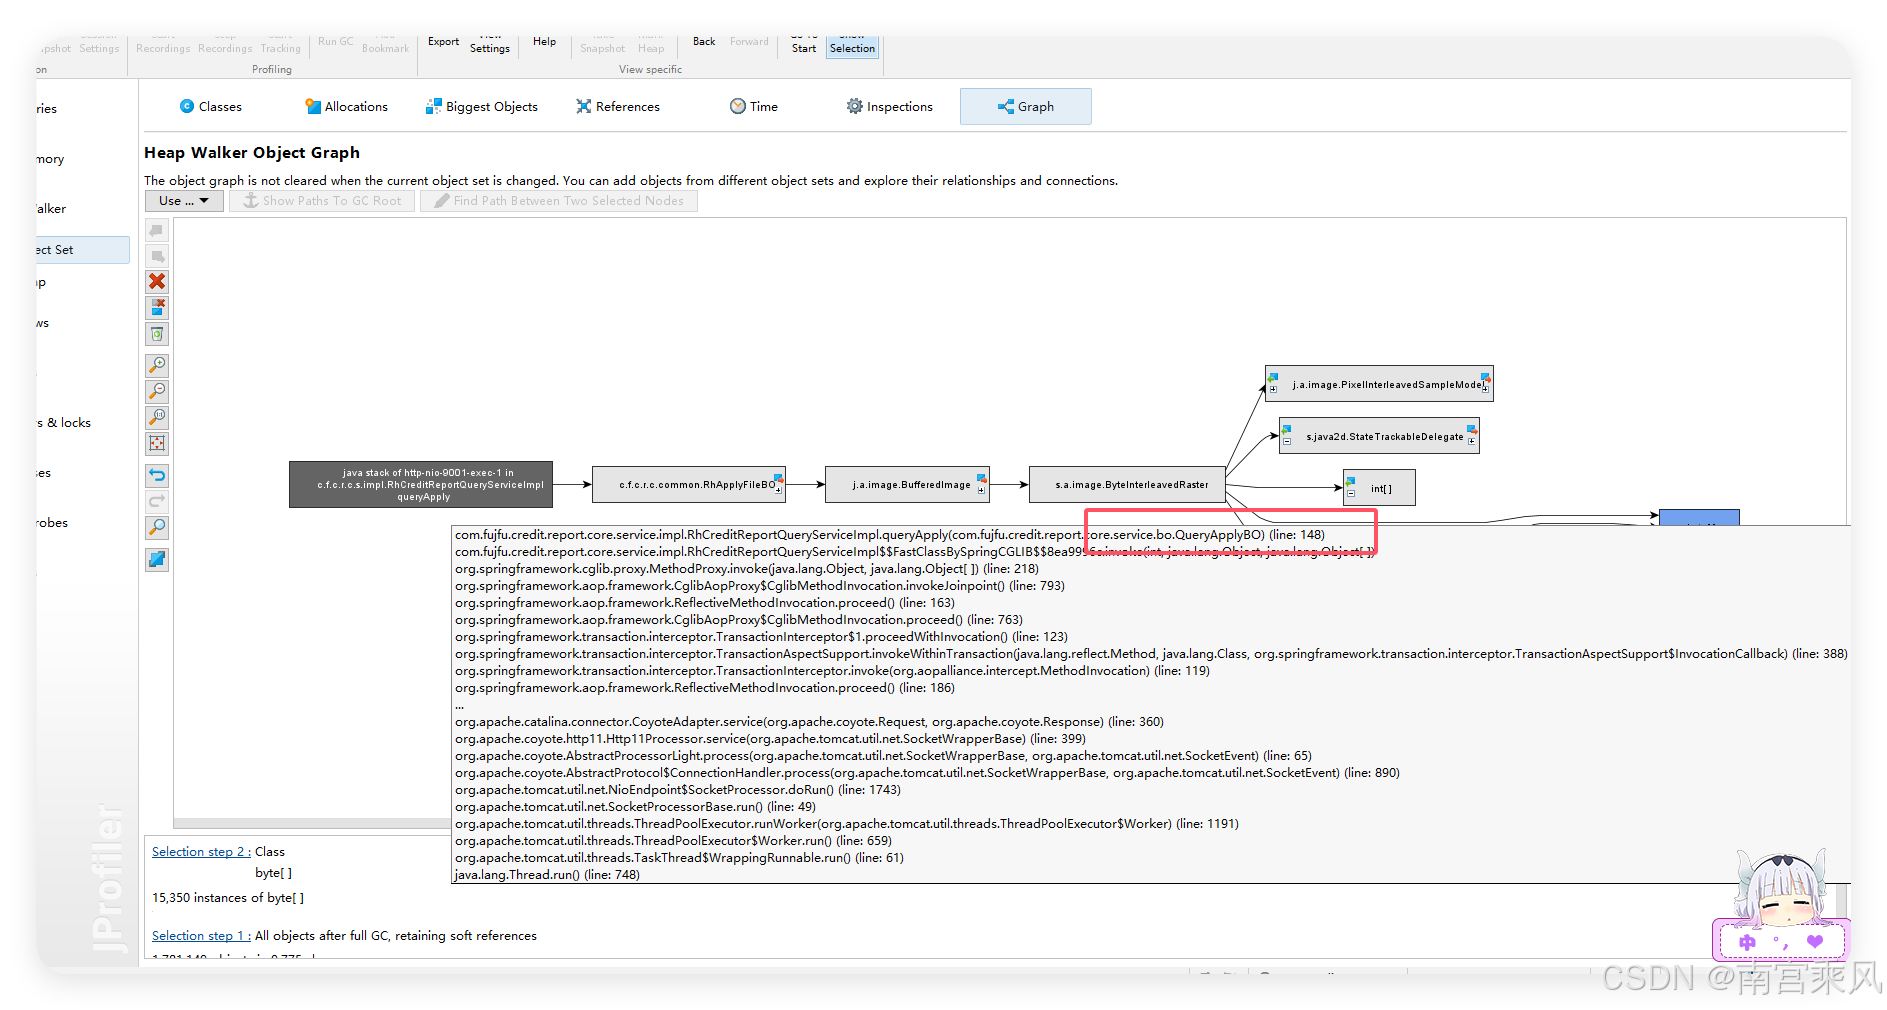 Recordings Recordings Tracking Run GC Bookmark Export Help Snapshot Heap Back Forward
pshot Settings Settings Start Selection
on Profiling View specific
ries
mory
alker
ect Set
ap
ws
s & locks
ses
obes
JProfiler
Classes Allocations Biggest Objects References Time Inspections Graph
Heap Walker Object Graph
The object graph is not cleared when the current object set is changed. You can add objects from different object sets and explore their relationships and connections.
Use ... Show Paths To GC Root Find Path Between Two Selected Nodes
j.a.image.PixelInterleavedSampleModel
s.java2d.StateTrackableDelegate
java stack of http-nio-9001-exec-1 in
c.f.c.r.c.s.impl.RhCreditReportQueryServiceImpl
queryApply
c.f.c.r.c.common.RhApplyFileBO
j.a.image.BufferedImage
s.a.image.ByteInterleavedRaster
int[ ]
com.fujfu.credit.report.core.service.impl.RhCreditReportQueryServiceImpl.queryApply(com.fujfu.credit.report.core.service.bo.QueryApplyBO) (line: 148)
com.fujfu.credit.report.core.service.impl.RhCreditReportQueryServiceImpl$$FastClassBySpringCGLIB$$8ea99 invoke(int, java.lang.Object, java.lang.Object[ ])
org.springframework.cglib.proxy.MethodProxy.invoke(java.lang.Object, java.lang.Object[ ]) (line: 218)
org.springframework.aop.framework.CglibAopProxy$CglibMethodInvocation.invokeJoinpoint() (line: 793)
org.springframework.aop.framework.ReflectiveMethodInvocation.proceed() (line: 163)
org.springframework.aop.framework.CglibAopProxy$CglibMethodInvocation.proceed() (line: 763)
org.springframework.transaction.interceptor.TransactionInterceptor$1.proceedWithInvocation() (line: 123)
org.springframework.transaction.interceptor.TransactionAspectSupport.invokeWithinTransaction(java.lang.reflect.Method, java.lang.Class, org.springframework.transaction.interceptor.TransactionAspectSupport$InvocationCallback) (line: 388)
org.springframework.transaction.interceptor.TransactionInterceptor.invoke(org.aopalliance.intercept.MethodInvocation) (line: 119)
org.springframework.aop.framework.ReflectiveMethodInvocation.proceed() (line: 186)
...
org.apache.catalina.connector.CoyoteAdapter.service(org.apache.coyote.Request, org.apache.coyote.Response) (line: 360)
org.apache.coyote.http11.Http11Processor.service(org.apache.tomcat.util.net.SocketWrapperBase) (line: 399)
org.apache.coyote.AbstractProcessorLight.process(org.apache.tomcat.util.net.SocketWrapperBase, org.apache.tomcat.util.net.SocketEvent) (line: 65)
org.apache.coyote.AbstractProtocol$ConnectionHandler.process(org.apache.tomcat.util.net.SocketWrapperBase, org.apache.tomcat.util.net.SocketEvent) (line: 890)
org.apache.tomcat.util.net.NioEndpoint$SocketProcessor.doRun() (line: 1743)
org.apache.tomcat.util.net.SocketProcessorBase.run() (line: 49)
org.apache.tomcat.util.threads.ThreadPoolExecutor.runWorker(org.apache.tomcat.util.threads.ThreadPoolExecutor$Worker) (line: 1191)
org.apache.tomcat.util.threads.ThreadPoolExecutor$Worker.run() (line: 659)
org.apache.tomcat.util.threads.TaskThread$WrappingRunnable.run() (line: 61)
java.lang.Thread.run() (line: 748)
Selection step 2 : Class
byte[ ]
15,350 instances of byte[ ]
Selection step 1 : All objects after full GC, retaining soft references
中 °, ♥
CSDN @南宫乘风